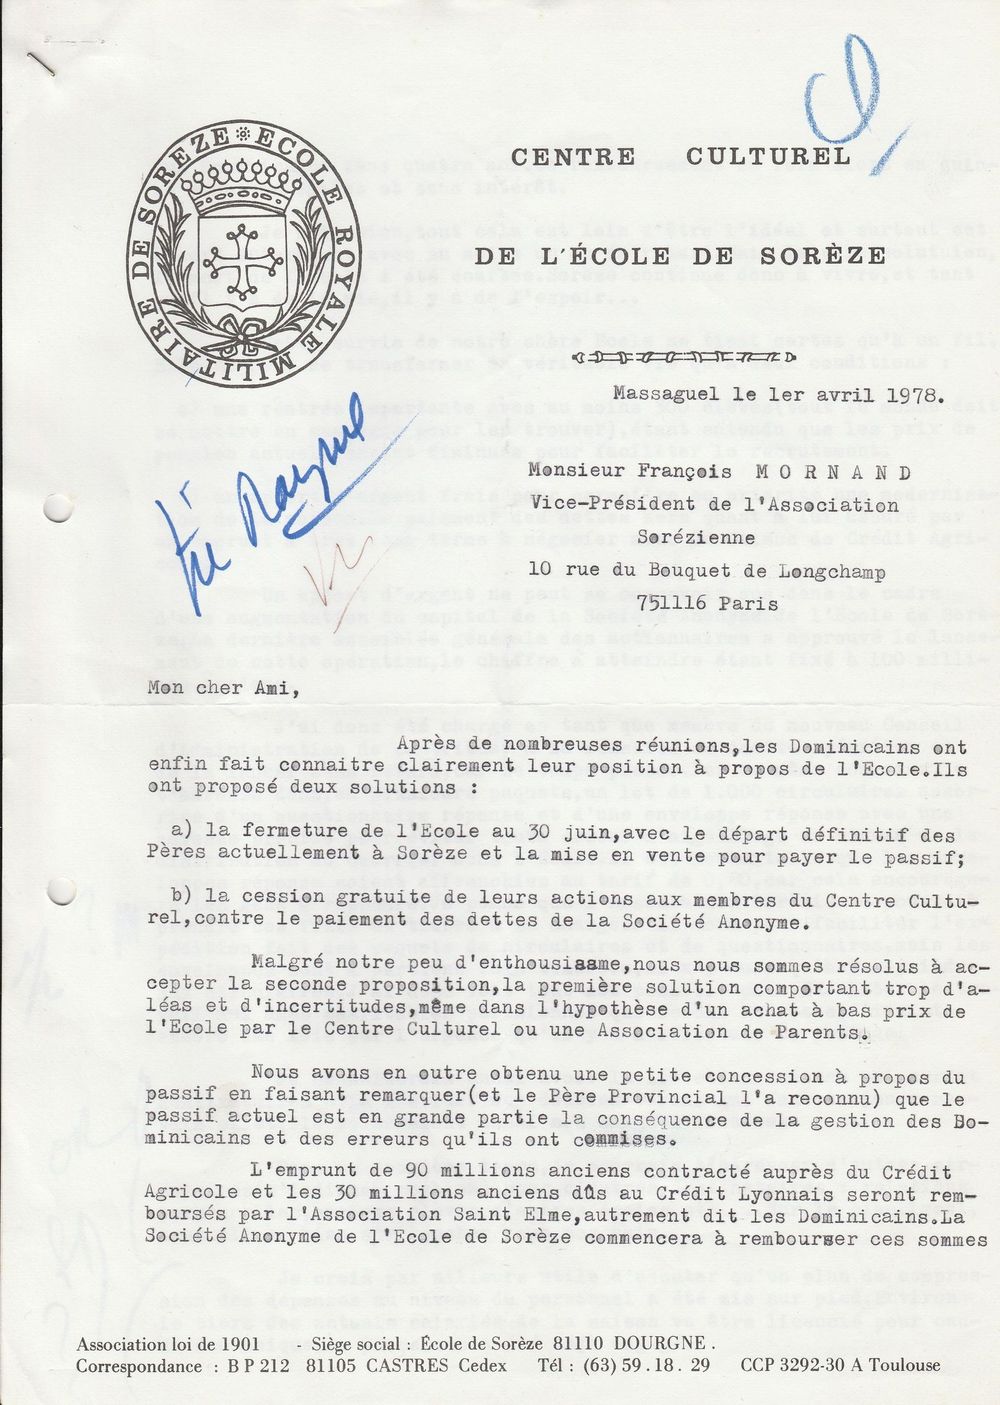 ECOLE ROYALE MILITAIRE DE SOREZE
CENTRE CULTUREL
DE L'ÉCOLE DE SORÈZE
Massaguel le 1er avril 1978.
Monsieur François MORNAND
Vice-Président de l'Association
Sorézienne
10 rue du Bouquet de Longchamp
751116 Paris
Mon cher Ami,
Après de nombreuses réunions,les Dominicains ont
enfin fait connaitre clairement leur position à propos de l'Ecole.Ils
ont proposé deux solutions :
a) la fermeture de l'Ecole au 30 juin,avec le départ définitif des
Pères actuellement à Sorèze et la mise en vente pour payer le passif;
b) la cession gratuite de leurs actions aux membres du Centre Cultu-
rel,contre le paiement des dettes de la Société Anonyme.
Malgré notre peu d'enthousiasme,nous nous sommes résolus à ac-
cepter la seconde proposition,la première solution comportant trop d'a-
léas et d'incertitudes,même dans l'hypothèse d'un achat à bas prix de
l'Ecole par le Centre Culturel ou une Association de Parents.
Nous avons en outre obtenu une petite concession à propos du
passif en faisant remarquer(et le Père Provincial l'a reconnu) que le
passif actuel est en grande partie la conséquence de la gestion des Do-
minicains et des erreurs qu'ils ont commises.
L'emprunt de 90 millions anciens contracté auprès du Crédit
Agricole et les 30 millions anciens dûs au Crédit Lyonnais seront rem-
boursés par l'Association Saint Elme,autrement dit les Dominicains.La
Société Anonyme de l'Ecole de Sorèze commencera à rembourser ces sommes
Association loi de 1901 - Siège social : École de Sorèze 81110 DOURGNE .
Correspondance : B P 212 81105 CASTRES Cedex Tél : (63) 59 . 18 . 29 CCP 3292-30 A Toulouse